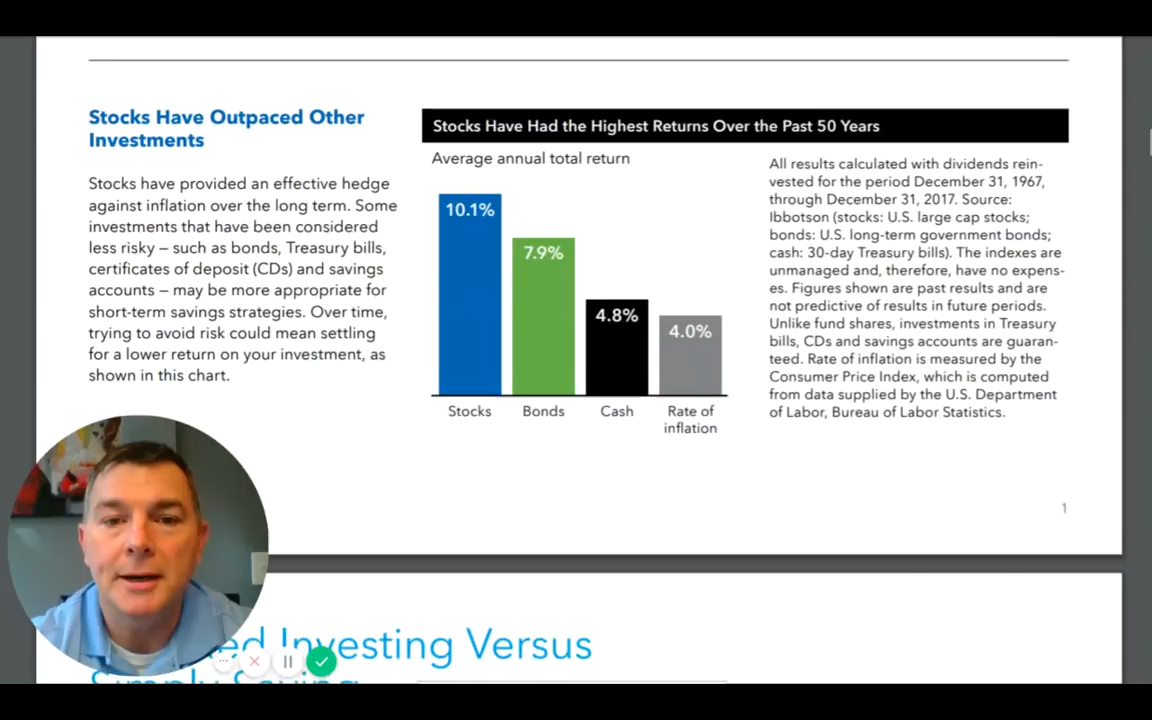 Stocks Have Outpaced Other
Investments
Stocks have provided an effective hedge
against inflation over the long term. Some
investments that have been considered
less risky – such as bonds, Treasury bills,
certificates of deposit (CDs) and savings
accounts – may be more appropriate for
short-term savings strategies. Over time,
trying to avoid risk could mean settling
for a lower return on your investment, as
shown in this chart.
Stocks Have Had the Highest Returns Over the Past 50 Years
Average annual total return
10.1%
7.9%
4.8%
4.0%
Stocks
Bonds
Cash
Rate of
inflation
All results calculated with dividends rein-
vested for the period December 31, 1967,
through December 31, 2017. Source:
Ibbotson (stocks: U.S. large cap stocks;
bonds: U.S. long-term government bonds;
cash: 30-day Treasury bills). The indexes are
unmanaged and, therefore, have no expens-
es. Figures shown are past results and are
not predictive of results in future periods.
Unlike fund shares, investments in Treasury
bills, CDs and savings accounts are guaran-
teed. Rate of inflation is measured by the
Consumer Price Index, which is computed
from data supplied by the U.S. Department
of Labor, Bureau of Labor Statistics.
1
Investing Versus